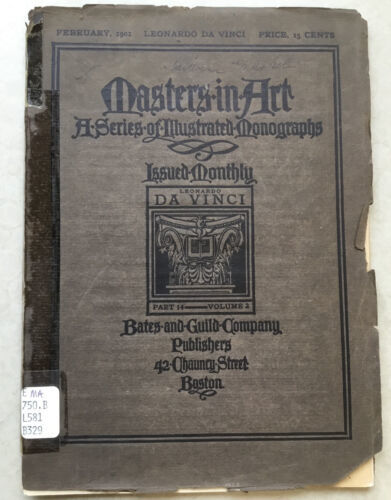 FEBRUARY, 1901 LEONARDO DA VINCI PRICE, 15 CENTS
Masters·in·Art
A·Series·of·Illustrated·Monographs
Issued·Monthly
LEONARDO
DA VINCI
PART 14 VOLUME 2
Bates·and·Guild·Company
Publishers
42·Chauncy·Street
Boston
MA
750.B
L581
B329